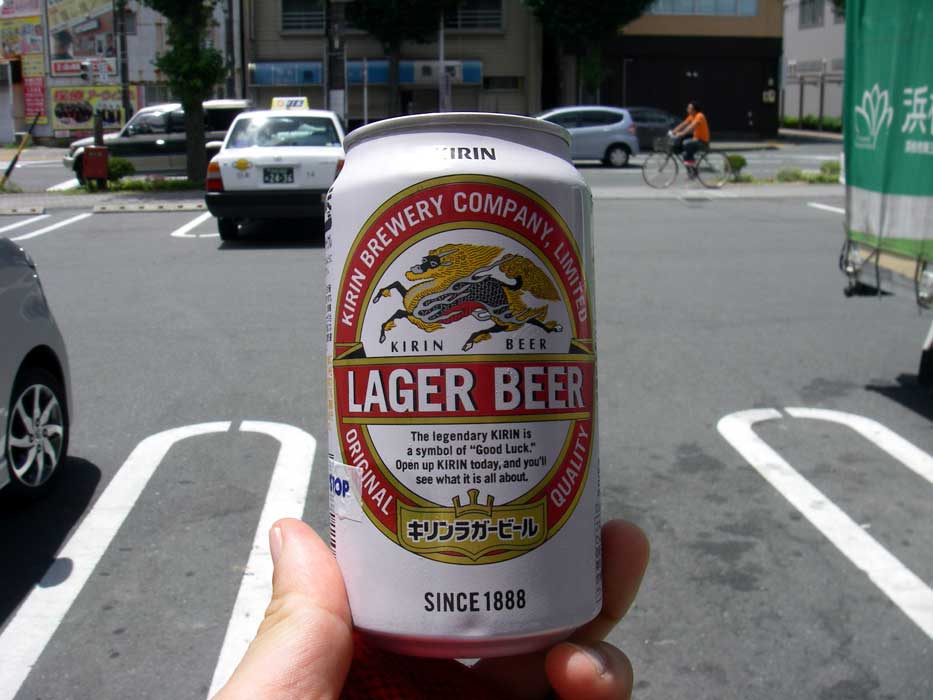 KIRIN
KIRIN BREWERY COMPANY, LIMITED
KIRIN BEER
LAGER BEER
The legendary KIRIN is
a symbol of "Good Luck."
Open up KIRIN today, and you'll
see what it is all about.
ORIGINAL QUALITY
キリンラガービール
SINCE 1888
TOP
浜